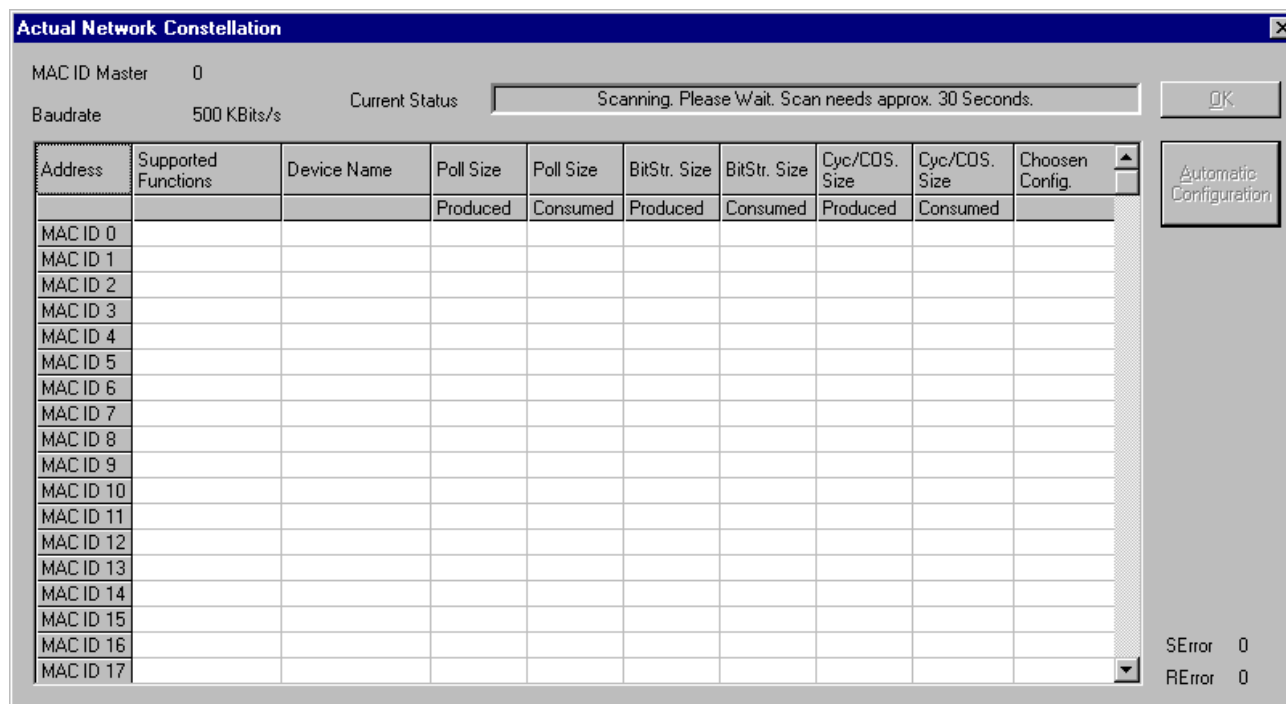 Actual Network Constellation
MAC ID Master 0
Current Status Scanning. Please Wait. Scan needs approx. 30 Seconds. OK
Baudrate 500 KBits/s
Address Supported Functions Device Name Poll Size Poll Size BitStr. Size BitStr. Size Cyc/COS. Size Cyc/COS. Size Choosen Config.
Automatic Configuration
Produced Consumed Produced Consumed Produced Consumed
MAC ID 0
MAC ID 1
MAC ID 2
MAC ID 3
MAC ID 4
MAC ID 5
MAC ID 6
MAC ID 7
MAC ID 8
MAC ID 9
MAC ID 10
MAC ID 11
MAC ID 12
MAC ID 13
MAC ID 14
MAC ID 15
MAC ID 16
MAC ID 17
SError 0
RError 0